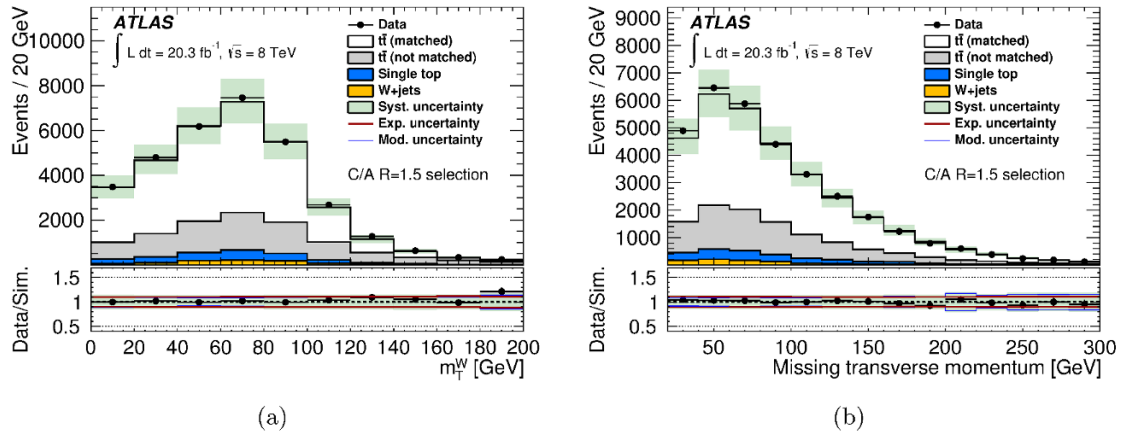 ATLAS
∫ L dt = 20.3 fb⁻¹, √s = 8 TeV
Data
tt̄ (matched)
tt̄ (not matched)
Single top
W+jets
Syst. uncertainty
Exp. uncertainty
Mod. uncertainty
C/A R=1.5 selection
Events / 20 GeV
10000
8000
6000
4000
2000
Data/Sim.
1.5
1
0.5
0 20 40 60 80 100 120 140 160 180 200
m_T^W [GeV]
(a)
ATLAS
∫ L dt = 20.3 fb⁻¹, √s = 8 TeV
Data
tt̄ (matched)
tt̄ (not matched)
Single top
W+jets
Syst. uncertainty
Exp. uncertainty
Mod. uncertainty
C/A R=1.5 selection
Events / 20 GeV
9000
8000
7000
6000
5000
4000
3000
2000
1000
Data/Sim.
1.5
1
0.5
50 100 150 200 250 300
Missing transverse momentum [GeV]
(b)